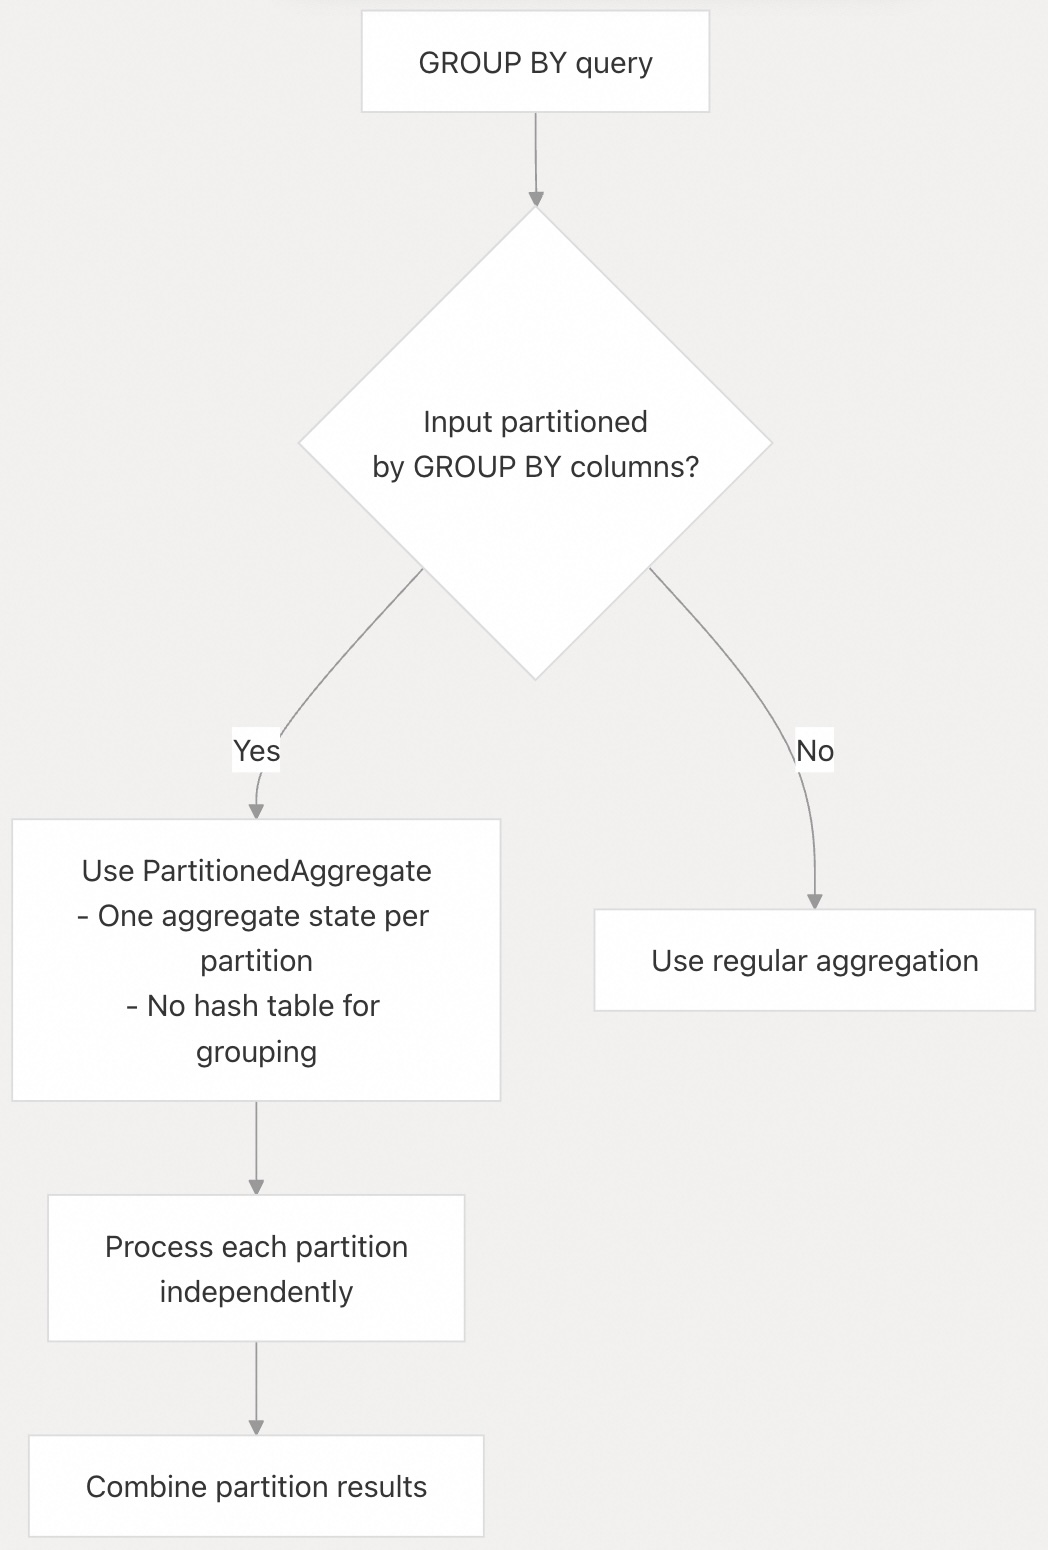 GROUP BY query
Input partitioned
by GROUP BY columns?
Yes
No
Use PartitionedAggregate
- One aggregate state per
partition
- No hash table for
grouping
Use regular aggregation
Process each partition
independently
Combine partition results